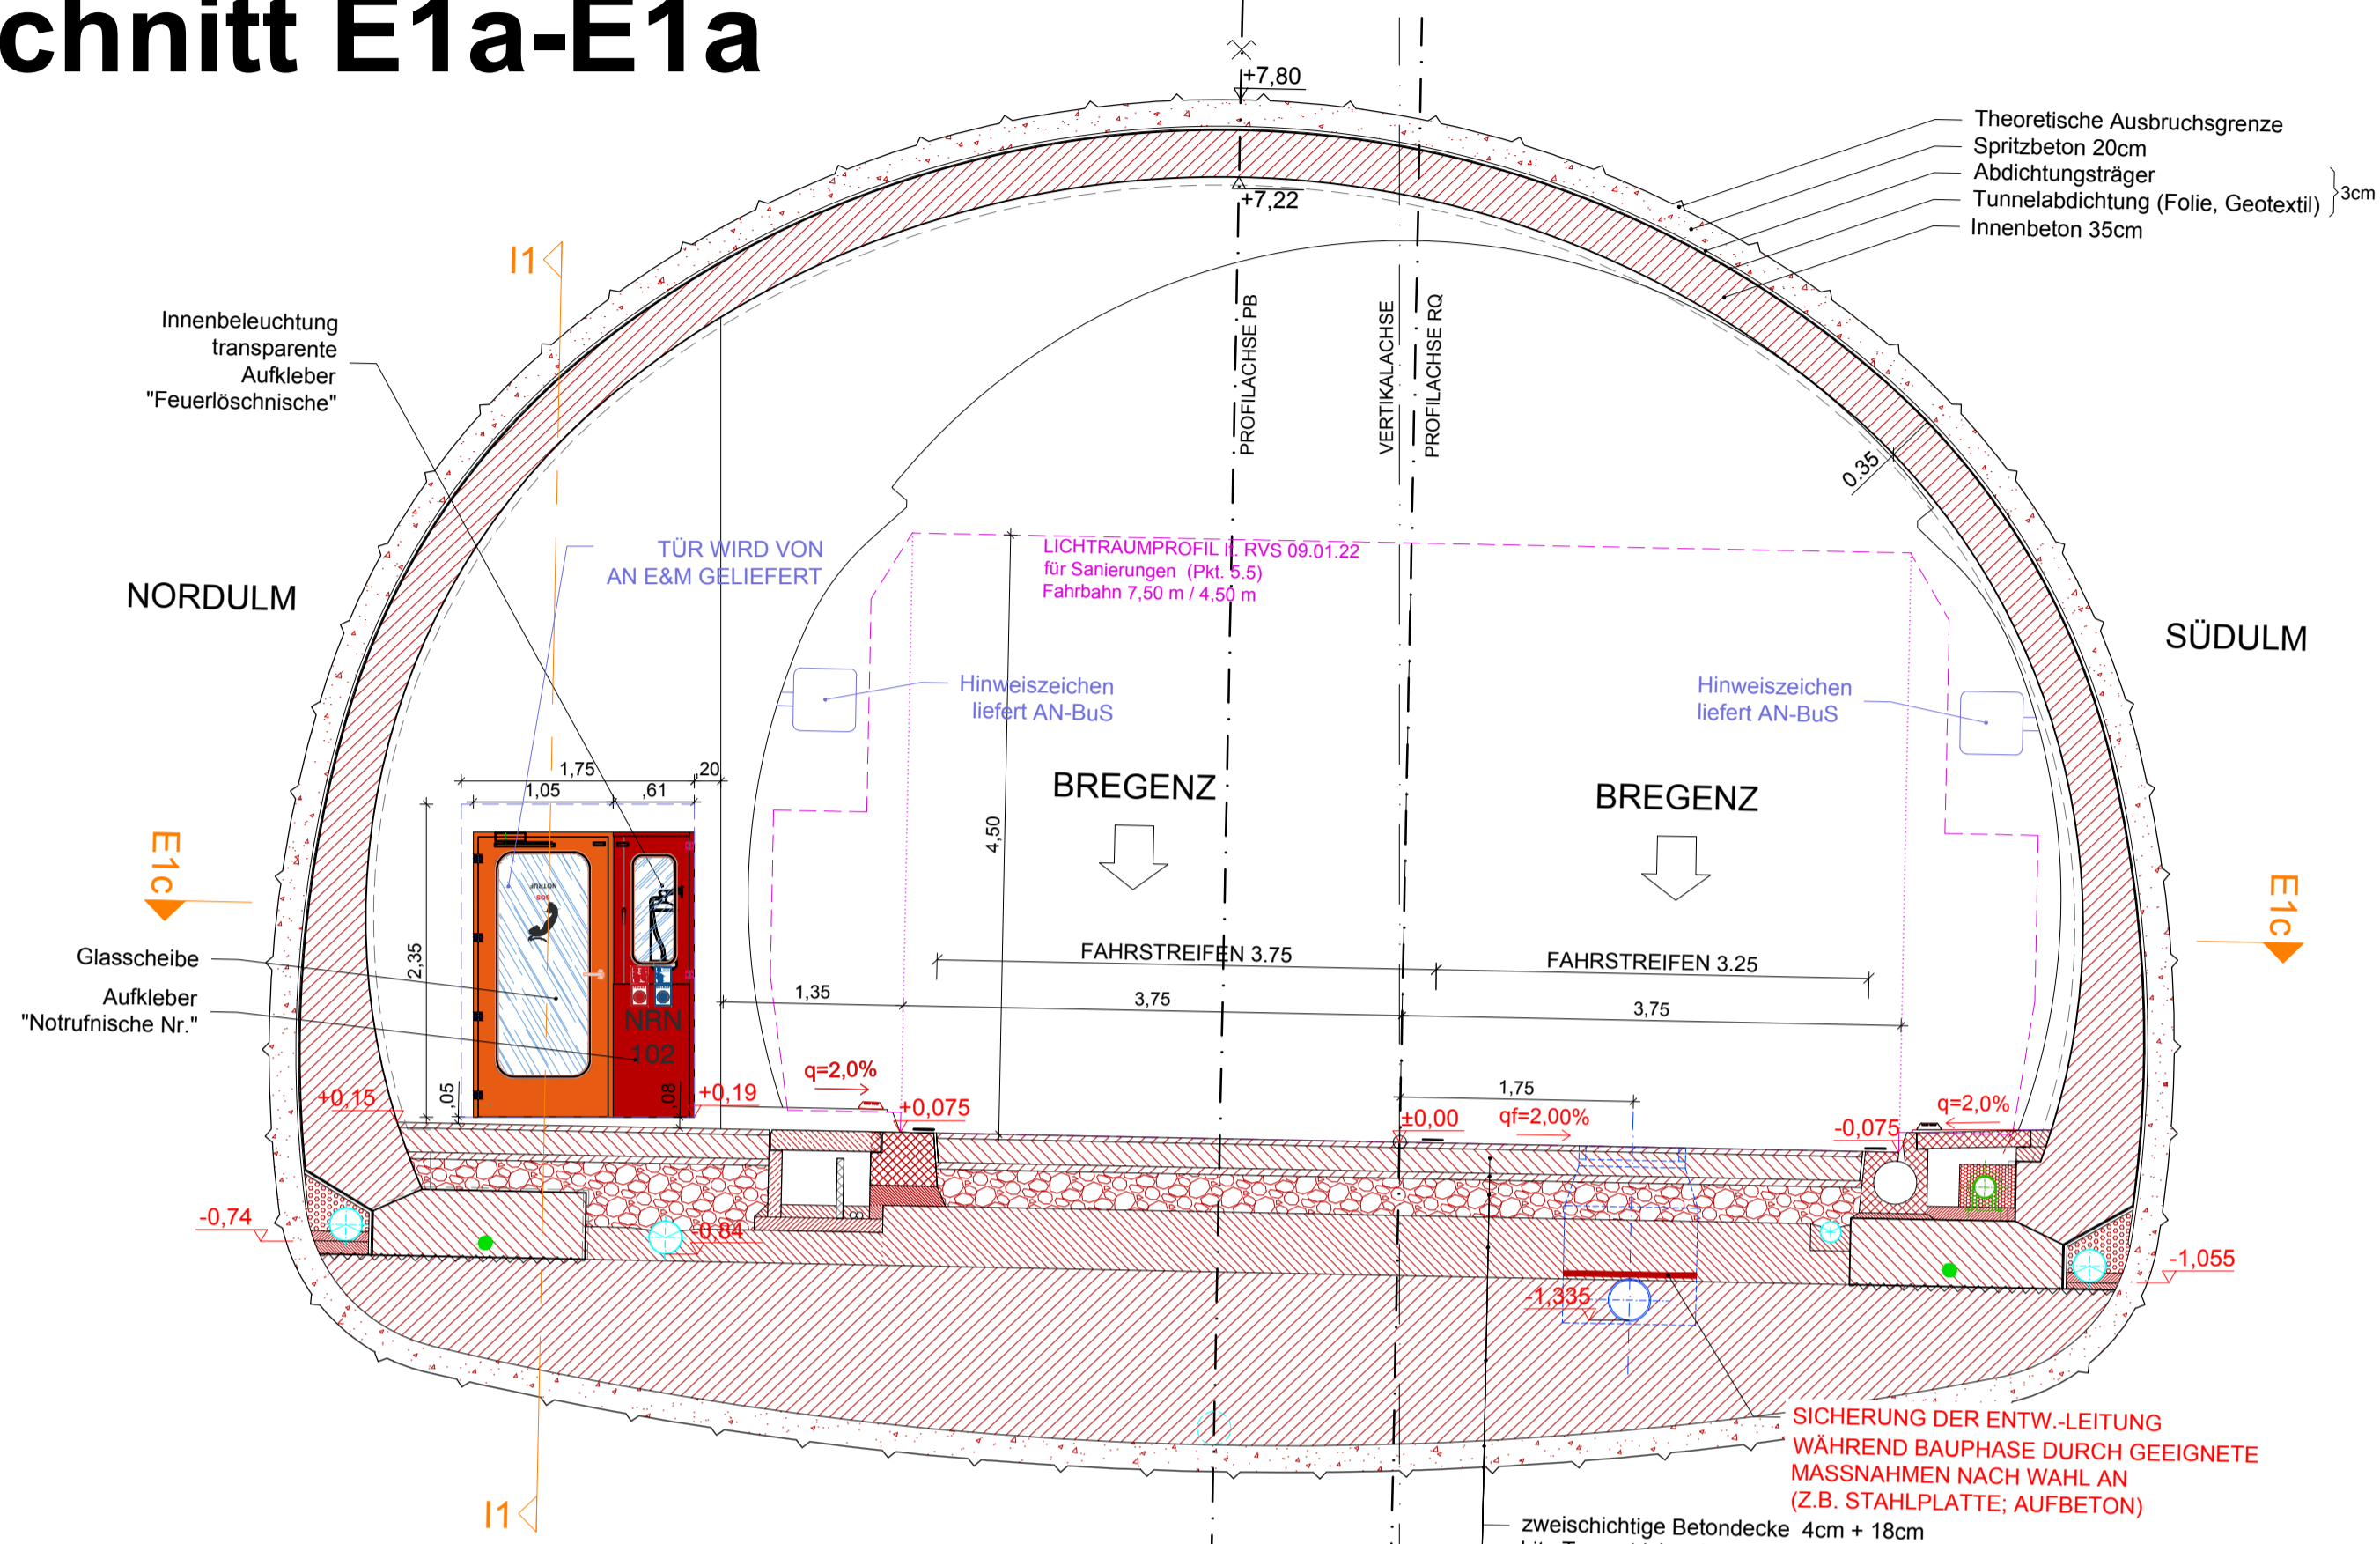 chnitt E1a-E1a
+7,80
Theoretische Ausbruchsgrenze
Spritzbeton 20cm
Abdichtungsträger
Tunnelabdichtung (Folie, Geotextil)
3cm
Innenbeton 35cm
+7,22
I1
Innenbeleuchtung
transparente
Aufkleber
"Feuerlöschnische"
PROFILACHSE PB
VERTIKALACHSE
PROFILACHSE RQ
0.35
TÜR WIRD VON
AN E&M GELIEFERT
LICHTRAUMPROFIL lt. RVS 09.01.22
für Sanierungen (Pkt. 5.5)
Fahrbahn 7,50 m / 4,50 m
NORDULM
SÜDULM
Hinweiszeichen
liefert AN-BuS
Hinweiszeichen
liefert AN-BuS
1,75
,20
1,05
,61
BREGENZ
BREGENZ
4,50
E1c
E1c
NOTRUF
SOS
2,35
FAHRSTREIFEN 3.75
FAHRSTREIFEN 3.25
Glasscheibe
Aufkleber
"Notrufnische Nr."
1,35
3,75
3,75
NRN
102
q=2,0%
1,75
,05
,08
+0,15
+0,19
+0,075
±0,00
qf=2,00%
-0,075
q=2,0%
-0,74
-0,84
-1,055
-1,335
SICHERUNG DER ENTW.-LEITUNG
WÄHREND BAUPHASE DURCH GEEIGNETE
MASSNAHMEN NACH WAHL AN
(Z.B. STAHLPLATTE; AUFBETON)
I1
zweischichtige Betondecke 4cm + 18cm